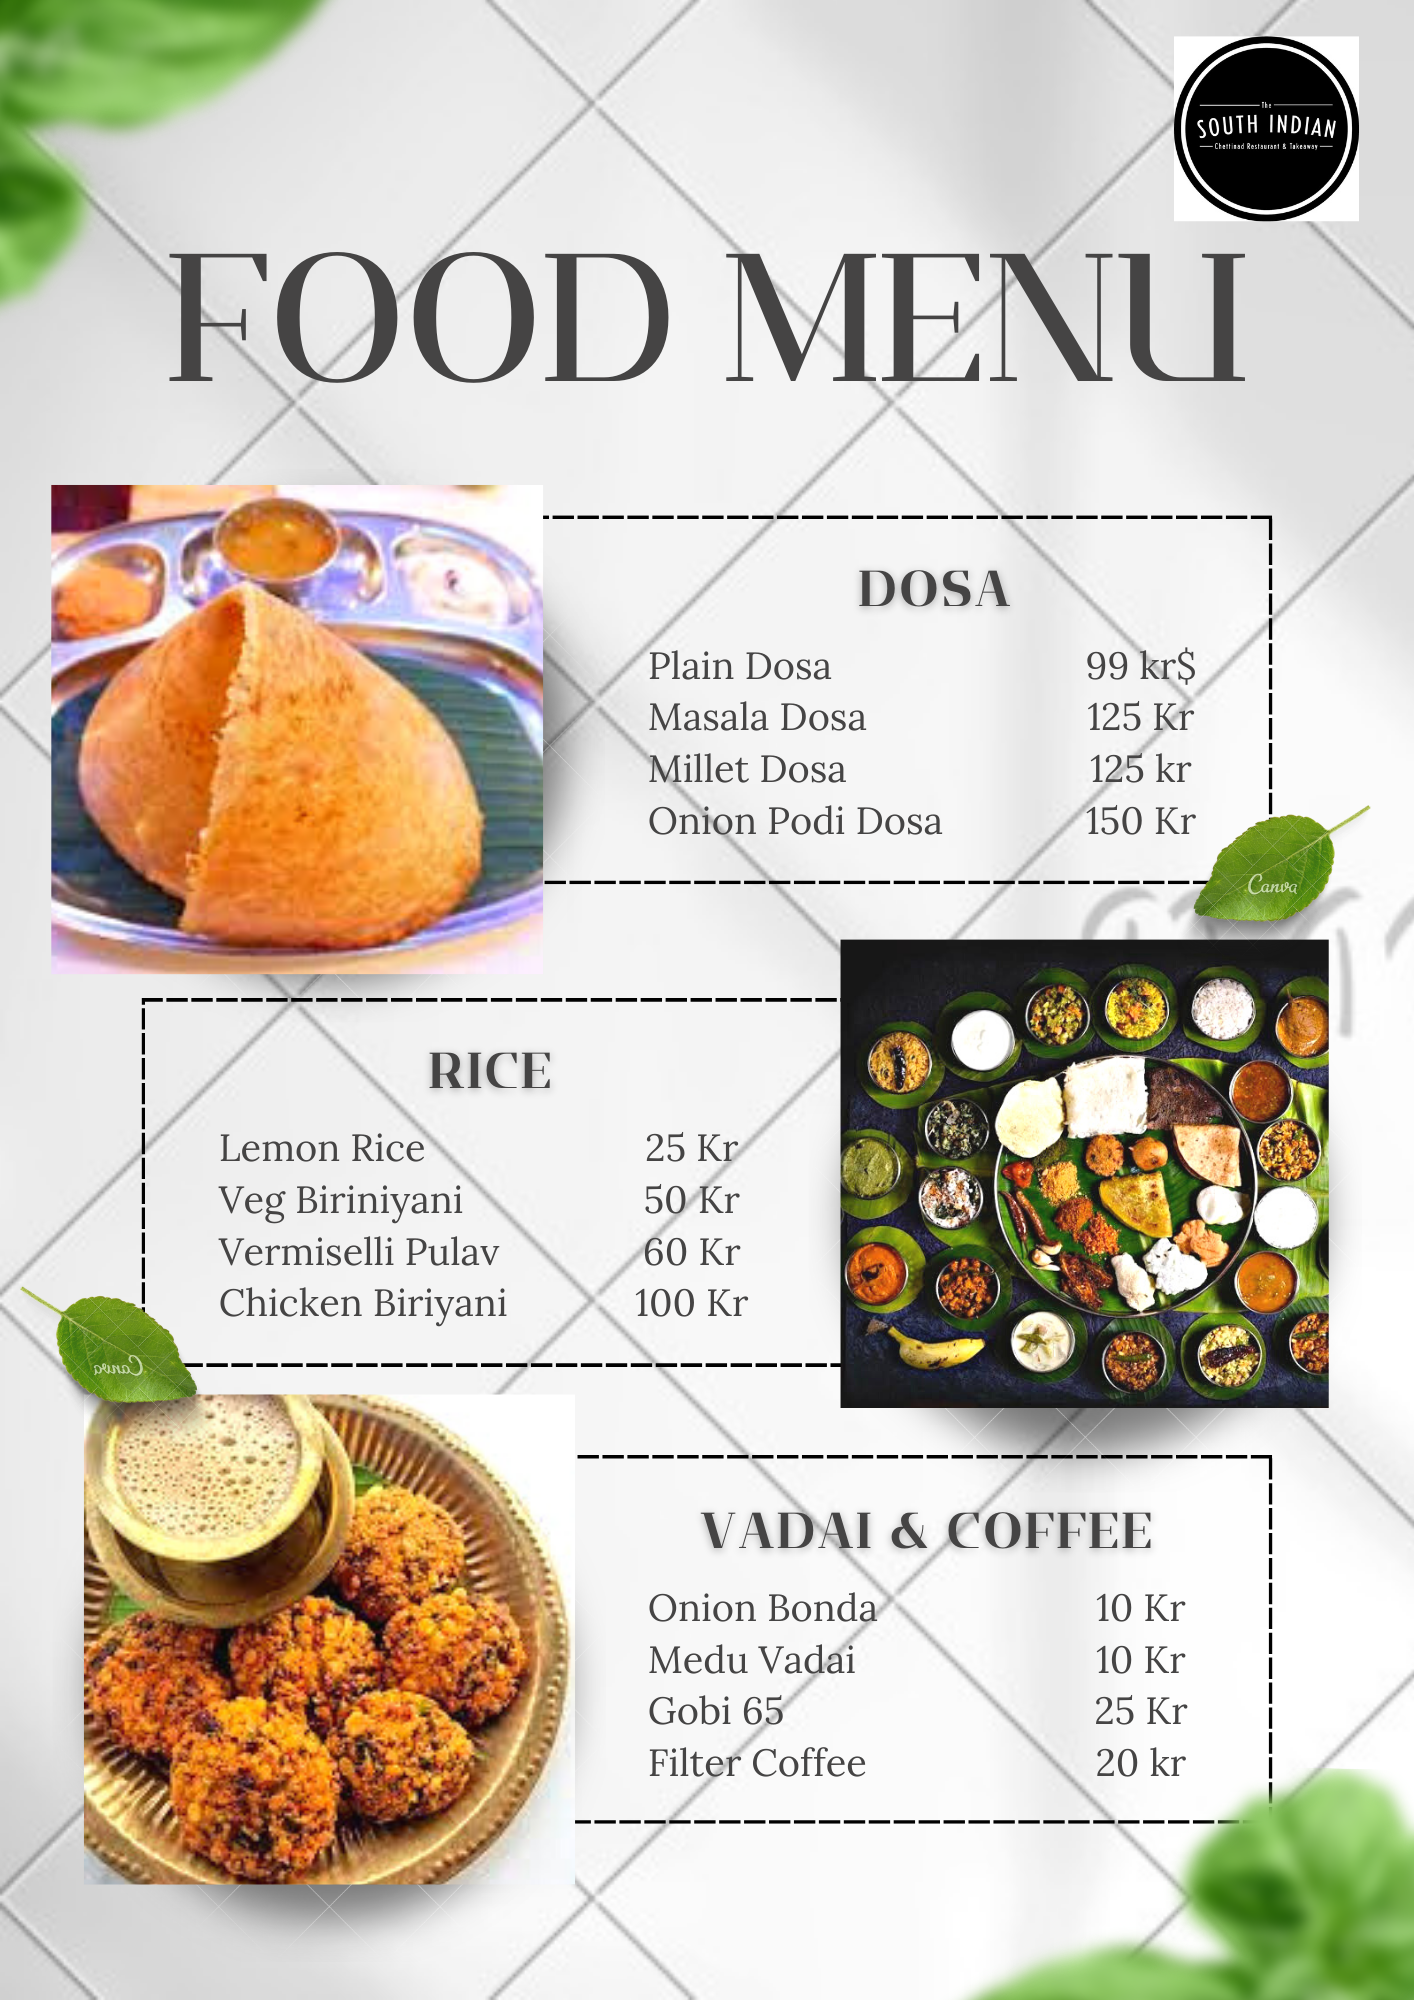 The
SOUTH INDIAN
Chettinad Restaurant & Takeaway
FOOD MENU
DOSA
Plain Dosa 99 kr$
Masala Dosa 125 Kr
Millet Dosa 125 kr
Onion Podi Dosa 150 Kr
Canva
RICE
Lemon Rice 25 Kr
Veg Biriniyani 50 Kr
Vermiselli Pulav 60 Kr
Chicken Biriyani 100 Kr
Canva
VADAI & COFFEE
Onion Bonda 10 Kr
Medu Vadai 10 Kr
Gobi 65 25 Kr
Filter Coffee 20 kr